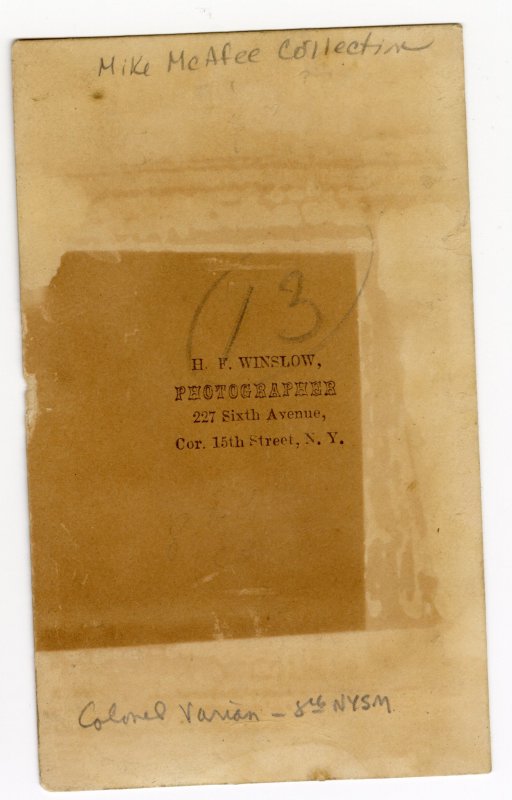 Mike McAfee Collection
13
H. F. WINSLOW,
PHOTOGRAPHER
227 Sixth Avenue,
Cor. 15th Street, N. Y.
Colonel Varian - 8th NYSM